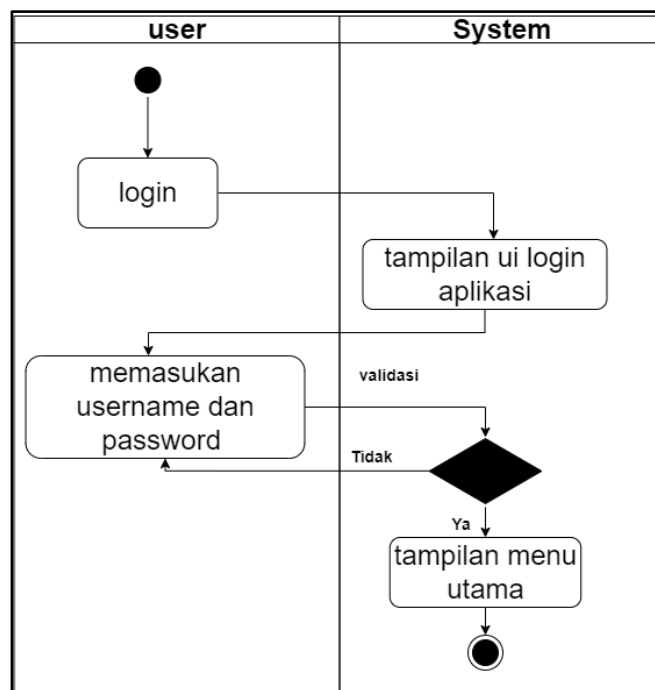 user
System
login
tampilan ui login
aplikasi
memasukan
username dan
password
validasi
Tidak
Ya
tampilan menu
utama